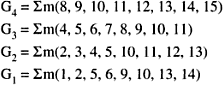 G₄ = Σm(8, 9, 10, 11, 12, 13, 14, 15)
G₃ = Σm(4, 5, 6, 7, 8, 9, 10, 11)
G₂ = Σm(2, 3, 4, 5, 10, 11, 12, 13)
G₁ = Σm(1, 2, 5, 6, 9, 10, 13, 14)